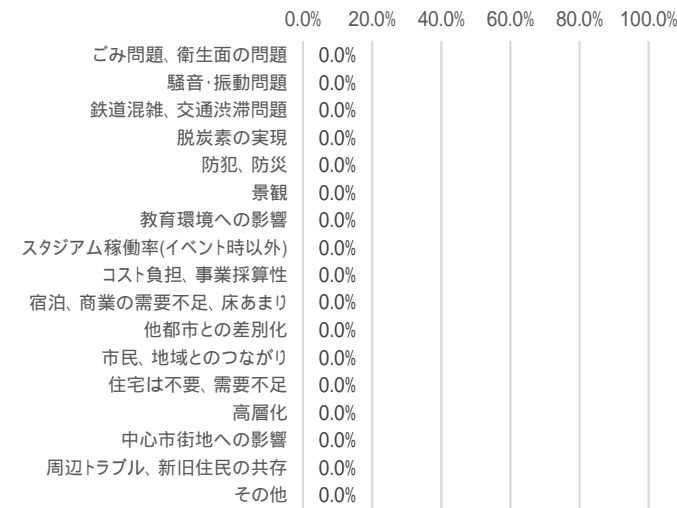 0.0% 20.0% 40.0% 60.0% 80.0% 100.0%
ごみ問題、衛生面の問題 0.0%
騒音・振動問題 0.0%
鉄道混雑、交通渋滞問題 0.0%
脱炭素の実現 0.0%
防犯、防災 0.0%
景観 0.0%
教育環境への影響 0.0%
スタジアム稼働率(イベント時以外) 0.0%
コスト負担、事業採算性 0.0%
宿泊、商業の需要不足、床あまり 0.0%
他都市との差別化 0.0%
市民、地域とのつながり 0.0%
住宅は不要、需要不足 0.0%
高層化 0.0%
中心市街地への影響 0.0%
周辺トラブル、新旧住民の共存 0.0%
その他 0.0%